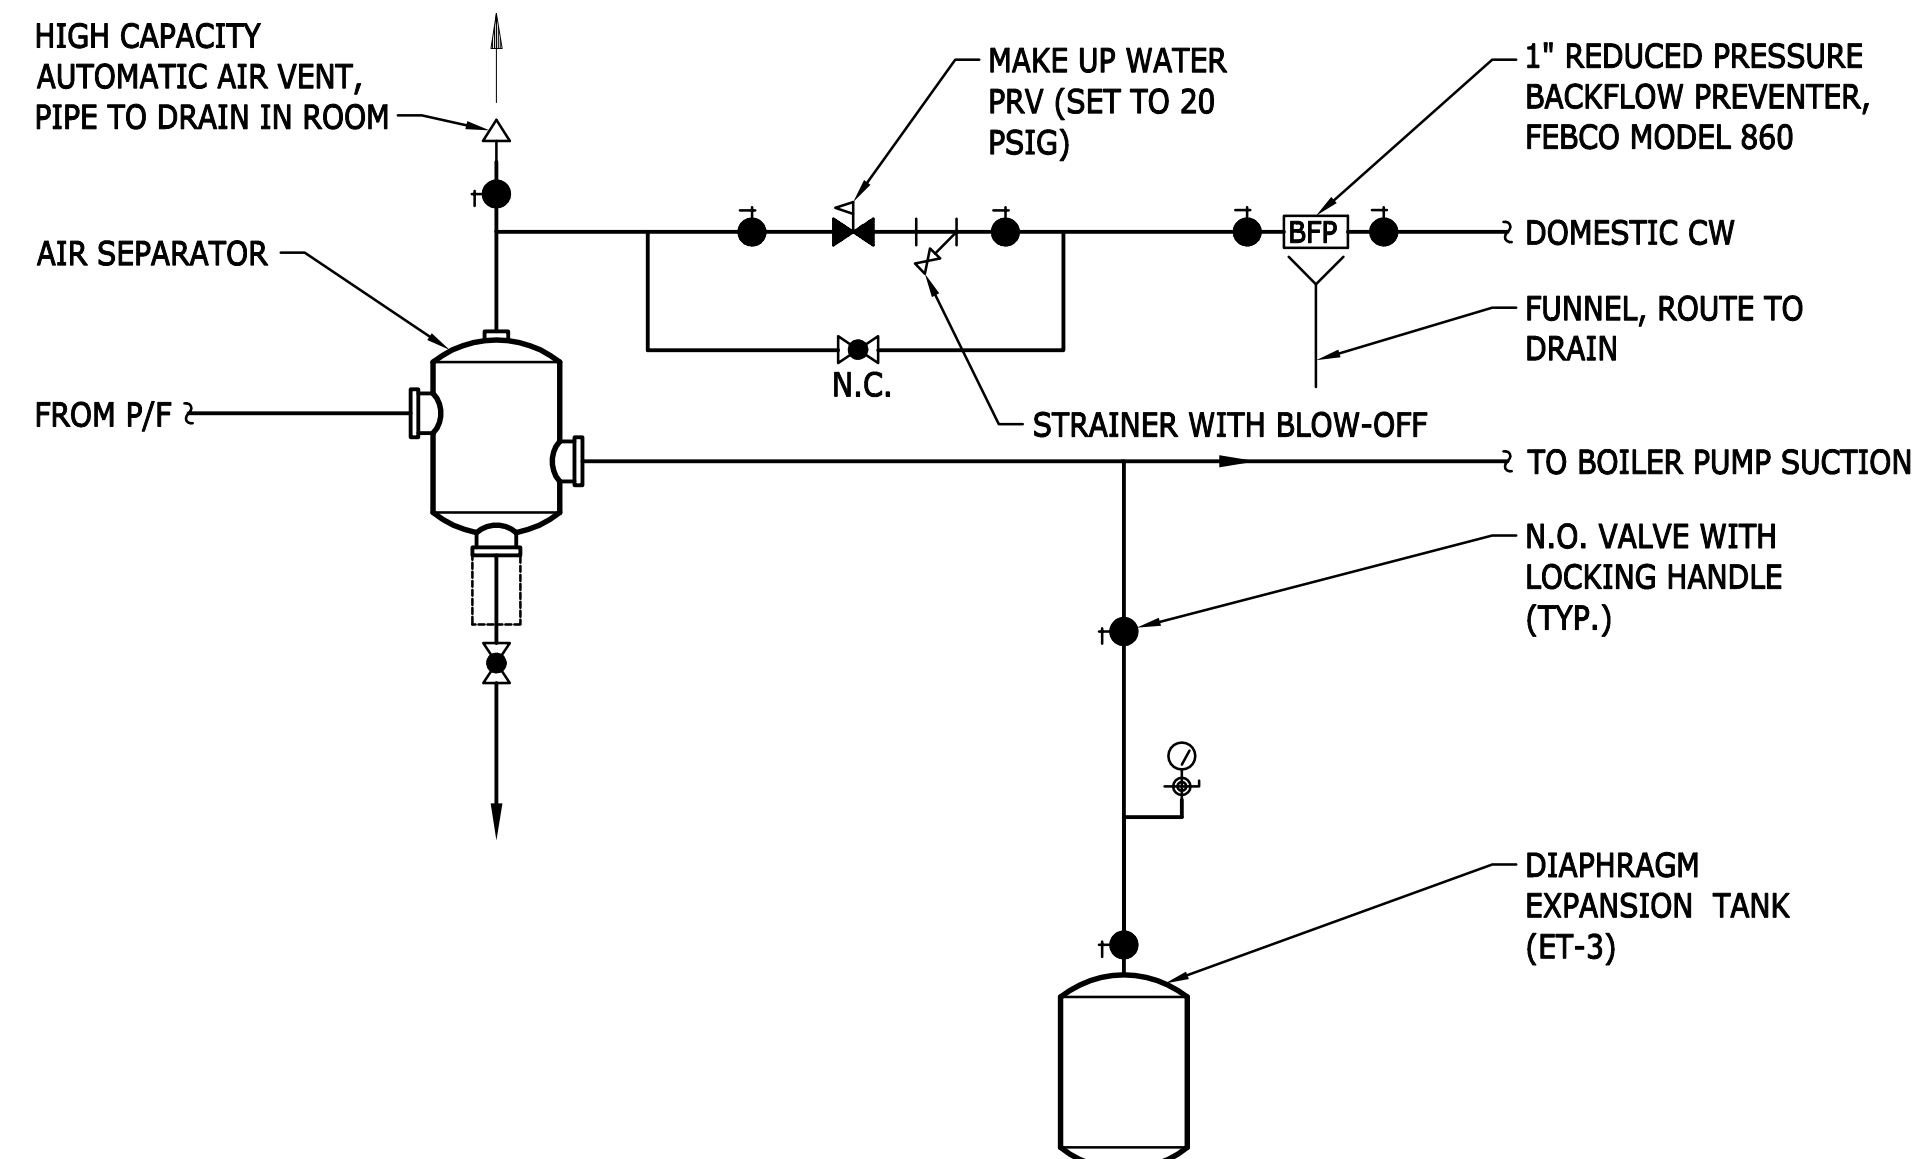 HIGH CAPACITY
AUTOMATIC AIR VENT,
PIPE TO DRAIN IN ROOM
MAKE UP WATER
PRV (SET TO 20
PSIG)
1" REDUCED PRESSURE
BACKFLOW PREVENTER,
FEBCO MODEL 860
AIR SEPARATOR
BFP
DOMESTIC CW
FUNNEL, ROUTE TO
DRAIN
N.C.
FROM P/F
STRAINER WITH BLOW-OFF
TO BOILER PUMP SUCTION
N.O. VALVE WITH
LOCKING HANDLE
(TYP.)
DIAPHRAGM
EXPANSION TANK
(ET-3)